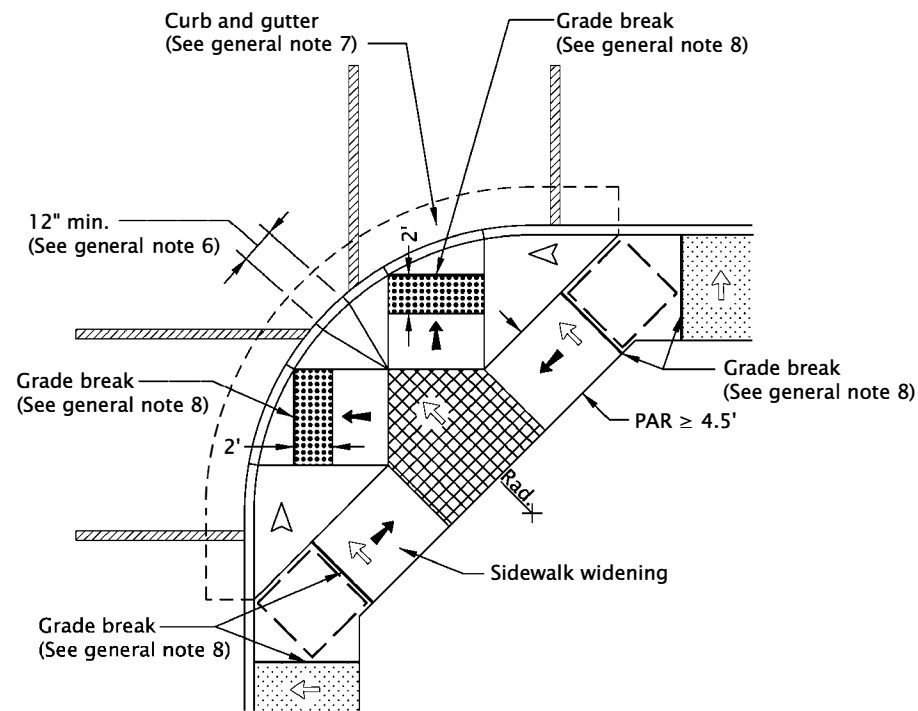 Curb and gutter
(See general note 7)
Grade break
(See general note 8)
12" min.
(See general note 6)
2'
Grade break
(See general note 8)
Grade break
(See general note 8)
PAR ≥ 4.5'
2'
Rad.
Sidewalk widening
Grade break
(See general note 8)